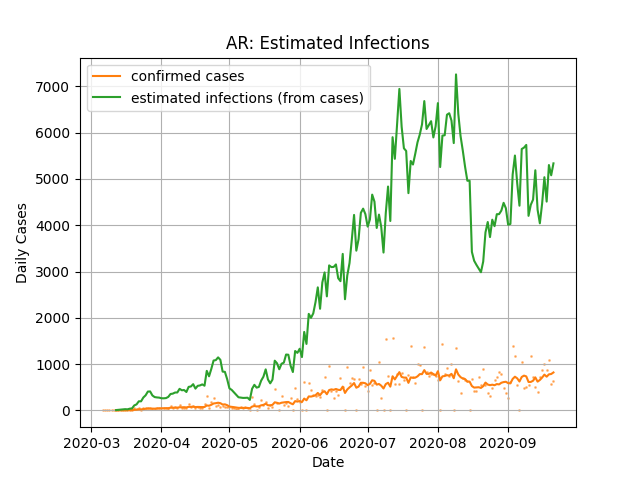 AR: Estimated Infections
confirmed cases
estimated infections (from cases)
7000
6000
5000
4000
3000
2000
1000
0
Daily Cases
2020-03 2020-04 2020-05 2020-06 2020-07 2020-08 2020-09
Date